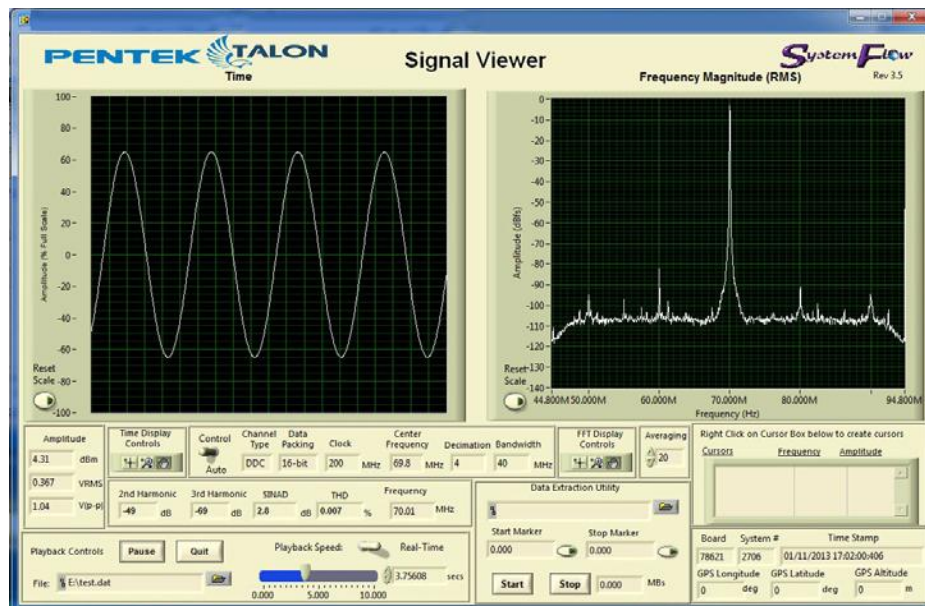 PENTEK TALON
Signal Viewer
SystemFlow
Rev 3.5
Time
Frequency Magnitude (RMS)
Amplitude (% Full Scale)
100
80
60
40
20
0
-20
-40
-60
-80
-100
Reset
Scale
Amplitude (dBfs)
0
-10
-20
-30
-40
-50
-60
-70
-80
-90
-100
-110
-120
-130
-140
Reset
Scale
44.800M 50.000M 60.000M 70.000M 80.000M 94.800M
Frequency (Hz)
Amplitude
4.31 dBm
0.367 VRMS
1.04 V(p-p)
Time Display
Controls
Control
Auto
Channel
Type
DDC
Data
Packing
16-bit
Clock
200 MHz
Center
Frequency
69.8 MHz
Decimation
4
Bandwidth
40 MHz
FFT Display
Controls
Averaging
20
Right Click on Cursor Box below to create cursors
Cursors Frequency Amplitude
2nd Harmonic 3rd Harmonic SINAD THD Frequency
-49 dB -69 dB 2.8 dB 0.007 % 70.01 MHz
Data Extraction Utility
Start Marker Stop Marker
0.000 0.000
Start Stop 0.000 MBs
Playback Controls Pause Quit
Playback Speed: Real-Time
File: E:\test.dat
0.000 5.000 10.000
3.75608 secs
Board System # Time Stamp
78621 2706 01/11/2013 17:02:00:406
GPS Longitude GPS Latitude GPS Altitude
0 deg 0 deg 0 m